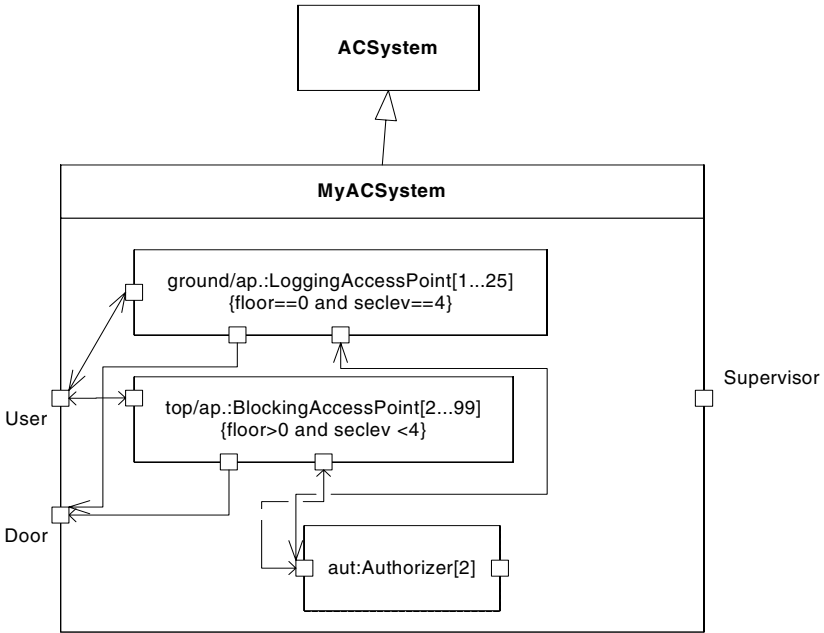 ACSystem
MyACSystem
ground/ap.:LoggingAccessPoint[1...25]
{floor==0 and seclev==4}
Supervisor
top/ap.:BlockingAccessPoint[2...99]
{floor>0 and seclev <4}
User
Door
aut:Authorizer[2]